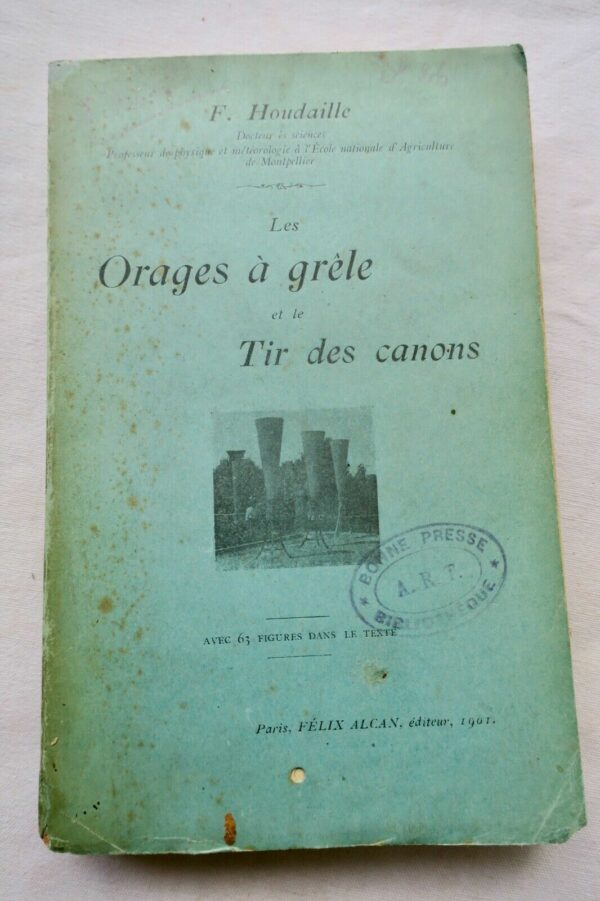 F. Houdaille
Docteur ès sciences
Professeur de physique et météorologie à l'École nationale d'Agriculture
de Montpellier
Les
Orages à grêle
et le
Tir des canons
BONNE PRESSE
A. R. T.
BIBLIOTHÈQUE
AVEC 63 FIGURES DANS LE TEXTE
Paris, FÉLIX ALCAN, éditeur, 1901.